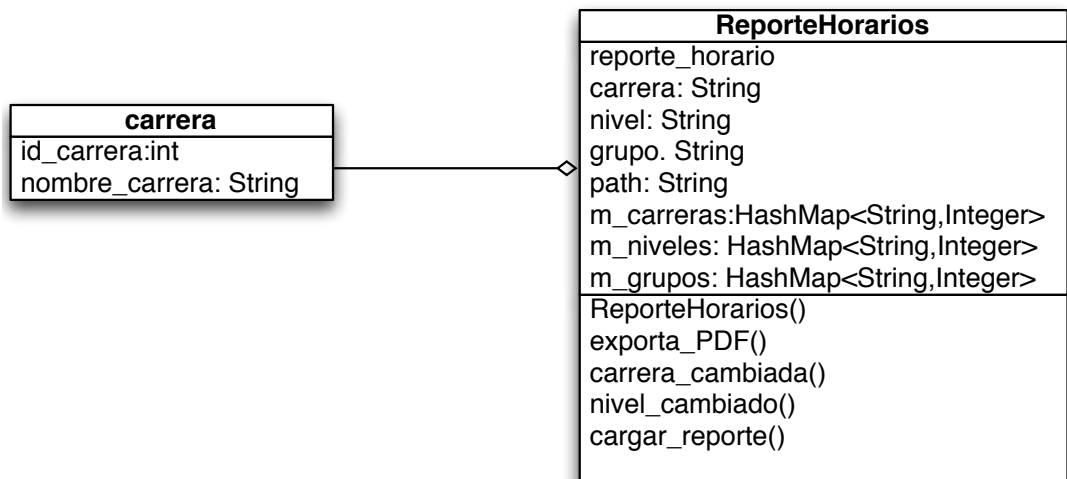 carrera
id_carrera:int
nombre_carrera: String
ReporteHorarios
reporte_horario
carrera: String
nivel: String
grupo. String
path: String
m_carreras:HashMap<String,Integer>
m_niveles: HashMap<String,Integer>
m_grupos: HashMap<String,Integer>
ReporteHorarios()
exporta_PDF()
carrera_cambiada()
nivel_cambiado()
cargar_reporte()